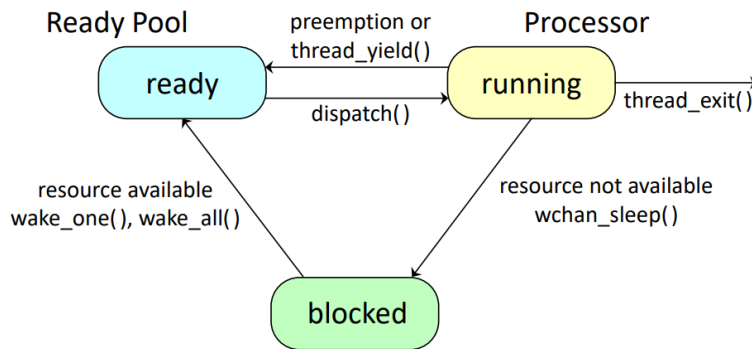 Ready Pool
Processor
preemption or
thread_yield()
ready
running
dispatch()
thread_exit()
resource available
wake_one(), wake_all()
resource not available
wchan_sleep()
blocked